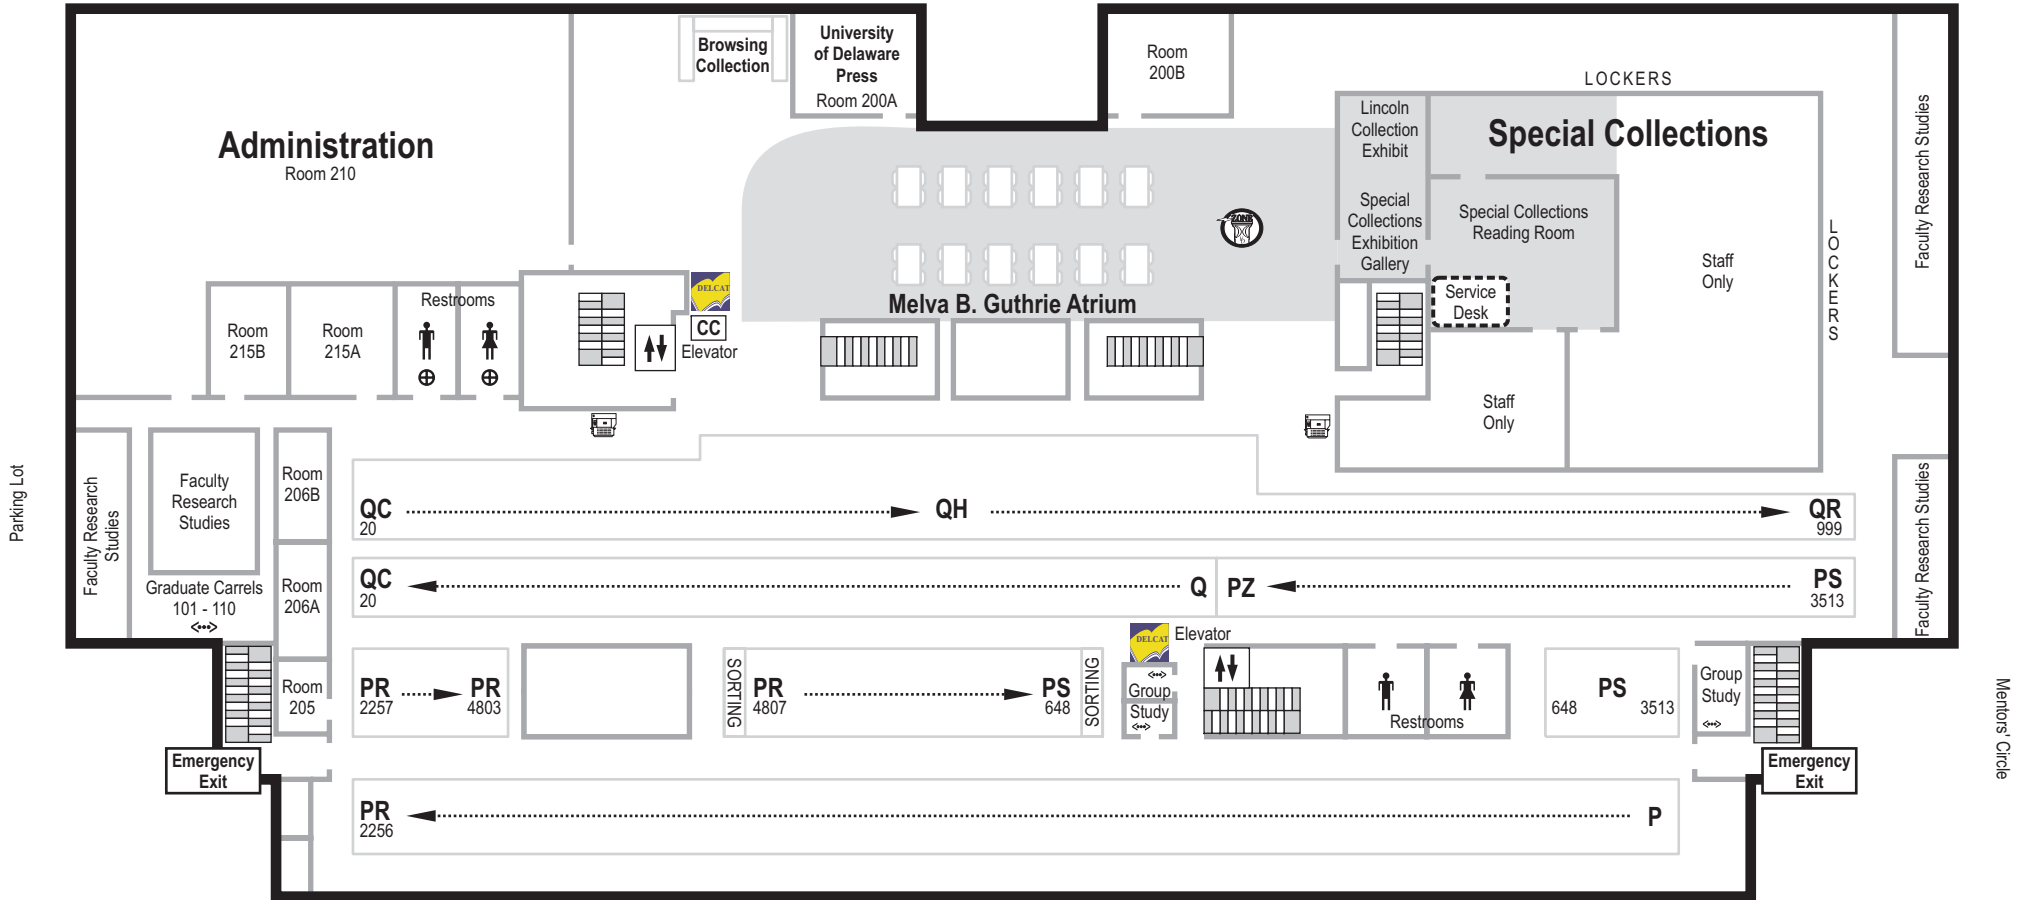 Browsing
Collection
University
of Delaware
Press
Room 200A
Room
200B
LOCKERS
Lincoln
Collection
Exhibit
Special Collections
Faculty Research Studies
Administration
Room 210
ZONE
Special
Collections
Exhibition
Gallery
Special Collections
Reading Room
Staff
Only
LOCKERS
Service
Desk
Melva B. Guthrie Atrium
DELCAT
CC
Elevator
Restrooms
Room
215B
Room
215A
Staff
Only
Parking Lot
Faculty Research
Studies
Faculty
Research
Studies
Room
206B
QC
20
QH
QR
999
Faculty Research Studies
Graduate Carrels
101 - 110
Room
206A
QC
20
Q
PZ
PS
3513
DELCAT
Elevator
Room
205
PR
2257
PR
4803
SORTING
PR
4807
PS
648
SORTING
Group
Study
Restrooms
PS
648
3513
Group
Study
Mentors' Circle
Emergency
Exit
Emergency
Exit
PR
2256
P